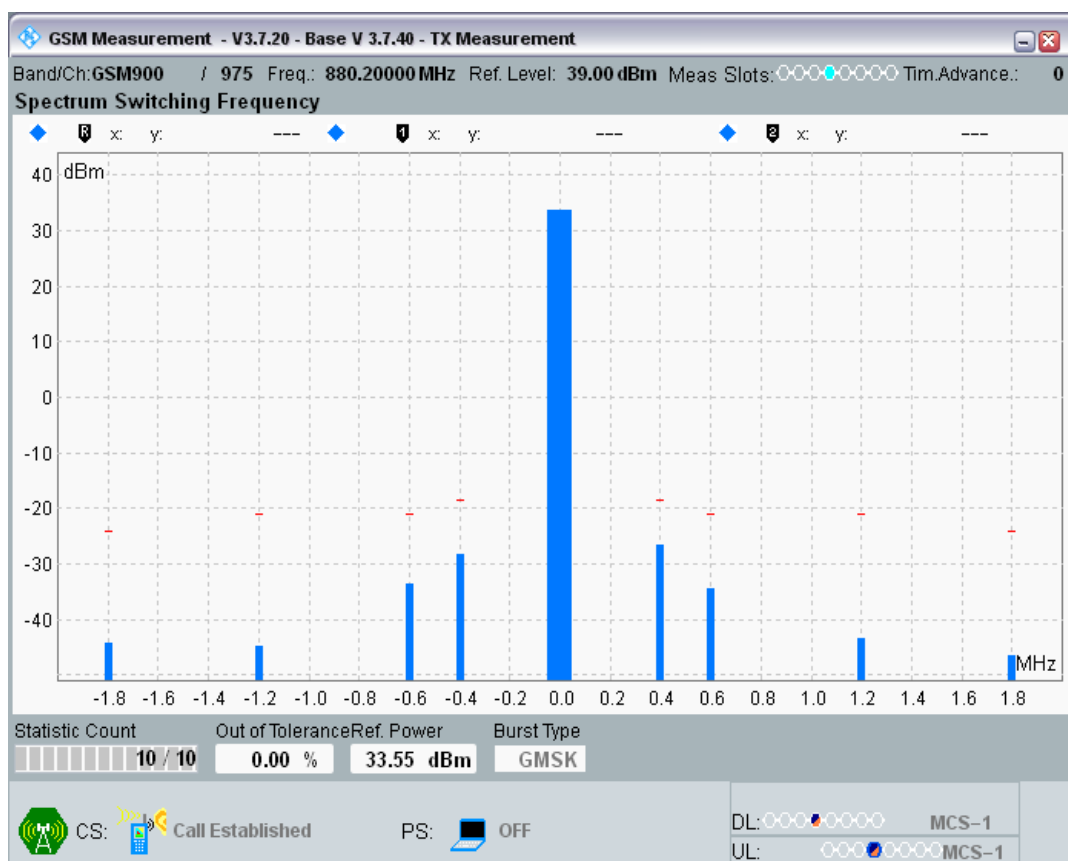 GSM Measurement - V3.7.20 - Base V 3.7.40 - TX Measurement
Band/Ch:GSM900 / 975 Freq.: 880.20000 MHz Ref. Level: 39.00 dBm Meas Slots: Tim.Advance.: 0
Spectrum Switching Frequency
R x: y: --- 1 x: y: --- 2 x: y: ---
dBm
40
30
20
10
0
-10
-20
-30
-40
MHz
-1.8 -1.6 -1.4 -1.2 -1.0 -0.8 -0.6 -0.4 -0.2 0.0 0.2 0.4 0.6 0.8 1.0 1.2 1.4 1.6 1.8
Statistic Count Out of Tolerance Ref. Power Burst Type
10 / 10 0.00 % 33.55 dBm GMSK
CS: Call Established PS: OFF
DL: MCS-1
UL: MCS-1